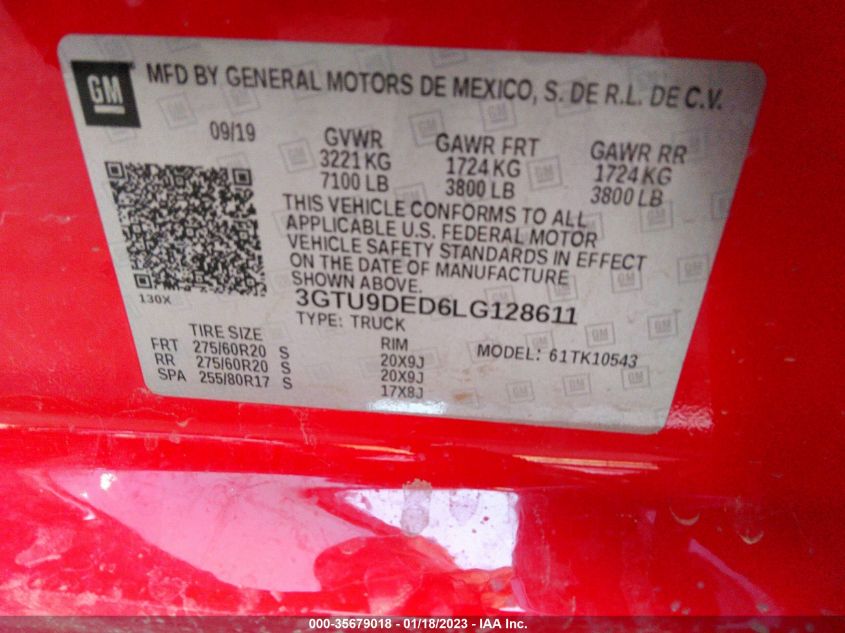 GM
MFD BY GENERAL MOTORS DE MEXICO, S. DE R.L. DE C.V.
09/19
GVWR GAWR FRT GAWR RR
3221 KG 1724 KG 1724 KG
7100 LB 3800 LB 3800 LB
THIS VEHICLE CONFORMS TO ALL
APPLICABLE U.S. FEDERAL MOTOR
VEHICLE SAFETY STANDARDS IN EFFECT
ON THE DATE OF MANUFACTURE
SHOWN ABOVE.
130X
3GTU9DED6LG128611
TYPE: TRUCK
TIRE SIZE RIM MODEL: 61TK10543
FRT 275/60R20 S 20X9J
RR 275/60R20 S 20X9J
SPA 255/80R17 S 17X8J
000-35679018 - 01/18/2023 - IAA Inc.